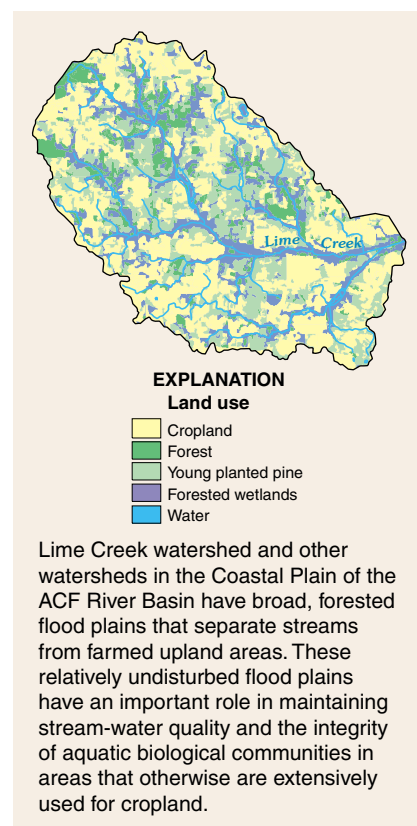 Lime Creek
EXPLANATION
Land use
Cropland
Forest
Young planted pine
Forested wetlands
Water
Lime Creek watershed and other
watersheds in the Coastal Plain of the
ACF River Basin have broad, forested
flood plains that separate streams
from farmed upland areas. These
relatively undisturbed flood plains
have an important role in maintaining
stream-water quality and the integrity
of aquatic biological communities in
areas that otherwise are extensively
used for cropland.